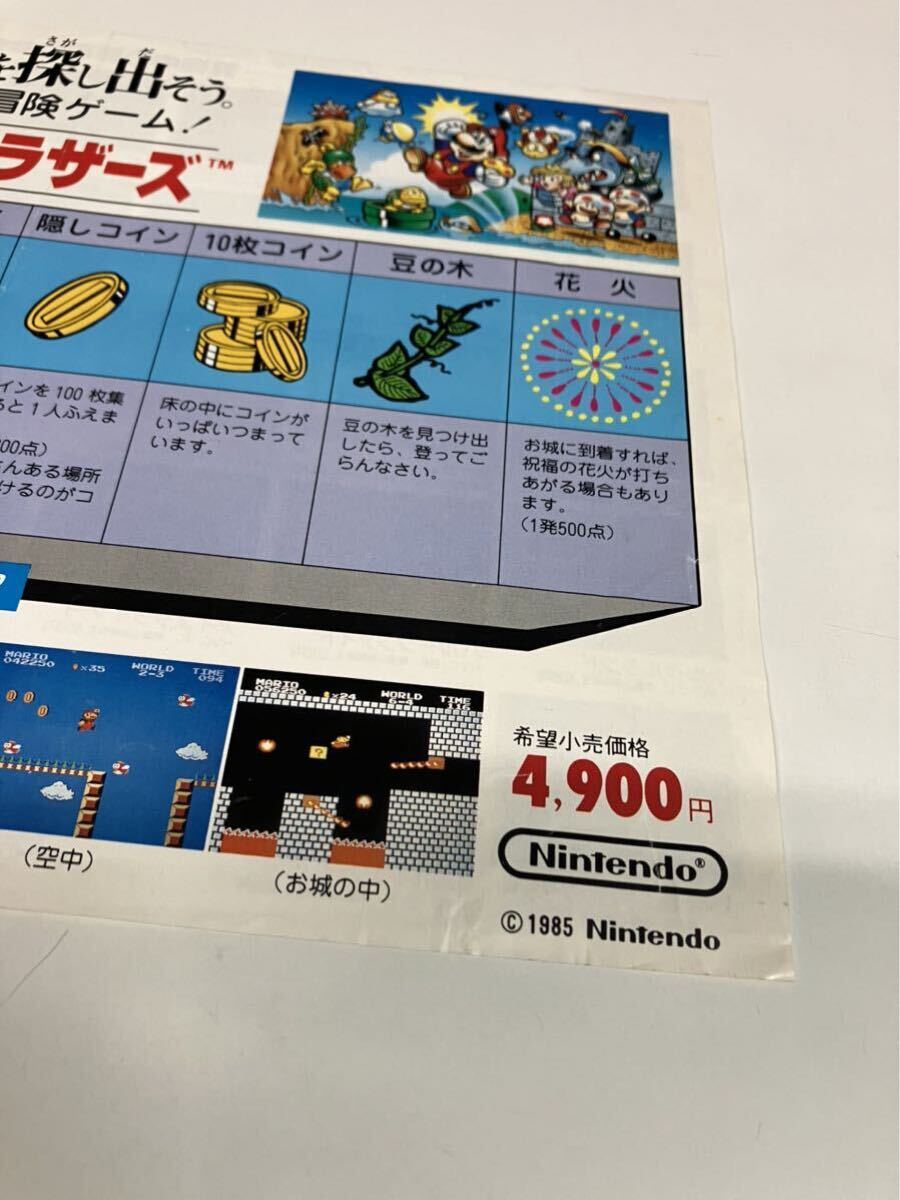 を探し出そう。
冒険ゲーム!
ラザーズ™
隠しコイン
10枚コイン
豆の木
花火
インを100枚集
ると1人ふえま
00点)
さんある場所
けるのがコ
床の中にコインが
いっぱいつまって
います。
豆の木を見つけ出
したら、登ってご
らんなさい。
お城に到着すれば、
祝福の花火が打ち
あがる場合もあり
ます。
(1発500点)
MARIO WORLD TIME
042250 ×35 2-3 094
(空中)
MARIO WORLD TIME
056250 ×24 6-4 116
?
(お城の中)
希望小売価格
4,900円
Nintendo®
©1985 Nintendo